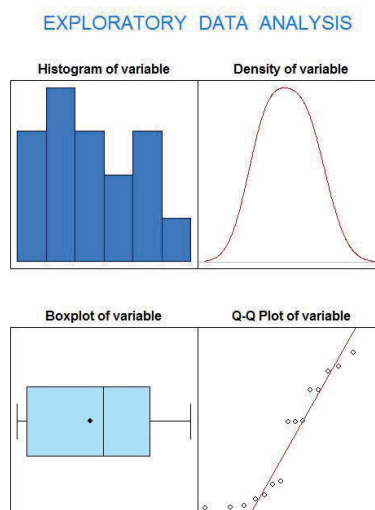 EXPLORATORY DATA ANALYSIS
Histogram of variable
Density of variable
Boxplot of variable
Q-Q Plot of variable